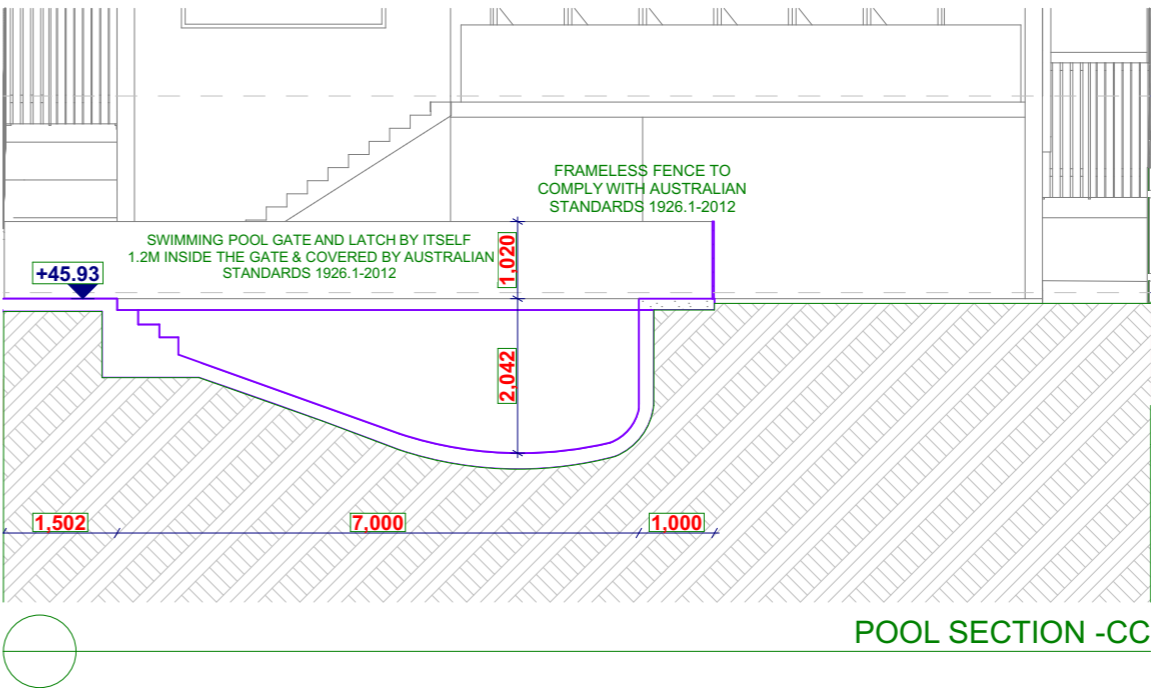 FRAMELESS FENCE TO
COMPLY WITH AUSTRALIAN
STANDARDS 1926.1-2012
SWIMMING POOL GATE AND LATCH BY ITSELF
1.2M INSIDE THE GATE & COVERED BY AUSTRALIAN
STANDARDS 1926.1-2012
1,020
+45.93
2,042
1,502
7,000
1,000
POOL SECTION -CC